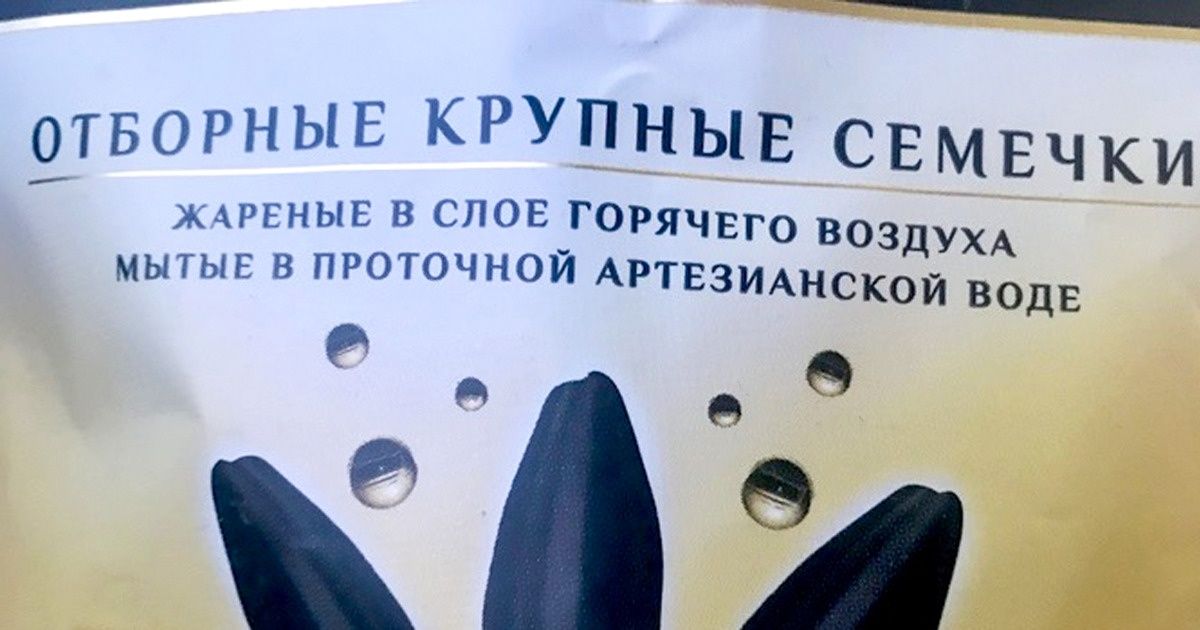 ОТБОРНЫЕ КРУПНЫЕ СЕМЕЧКИ
ЖАРЕНЫЕ В СЛОЕ ГОРЯЧЕГО ВОЗДУХА
МЫТЫЕ В ПРОТОЧНОЙ АРТЕЗИАНСКОЙ ВОДЕ